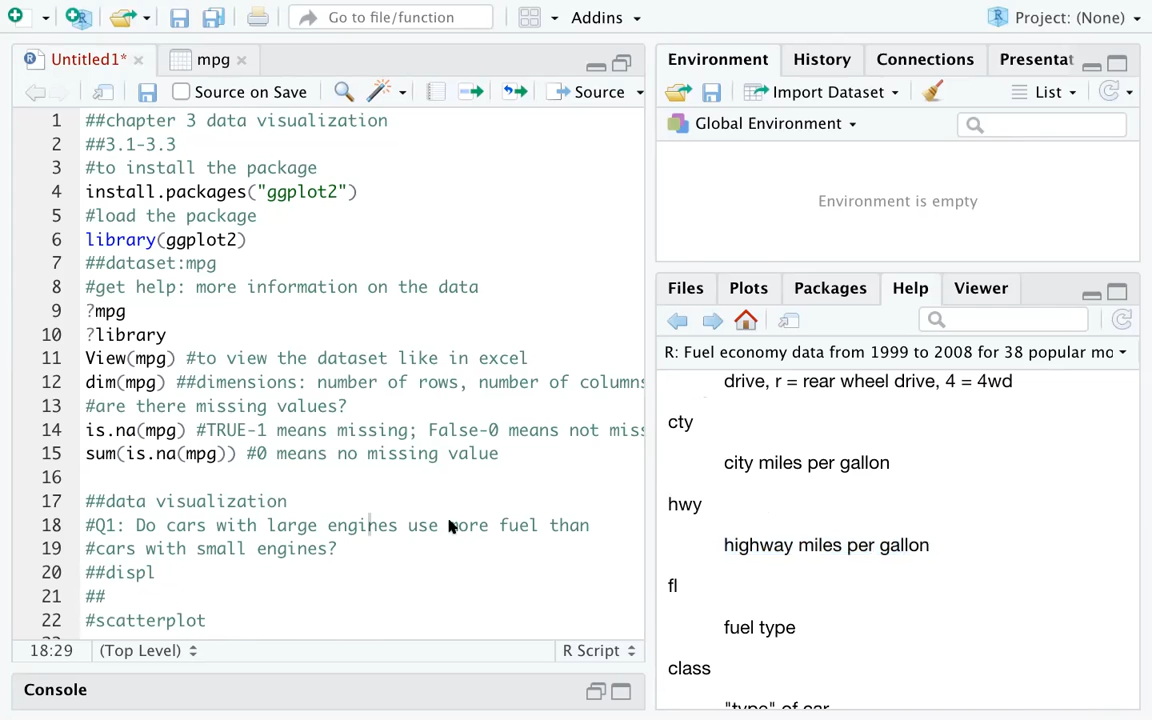 Go to file/function
Addins
Project: (None)
Untitled1*
mpg
Source on Save
Source
1 ##chapter 3 data visualization
2 ##3.1-3.3
3 #to install the package
4 install.packages("ggplot2")
5 #load the package
6 library(ggplot2)
7 ##dataset:mpg
8 #get help: more information on the data
9 ?mpg
10 ?library
11 View(mpg) #to view the dataset like in excel
12 dim(mpg) ##dimensions: number of rows, number of columns
13 #are there missing values?
14 is.na(mpg) #TRUE-1 means missing; False-0 means not miss
15 sum(is.na(mpg)) #0 means no missing value
16
17 ##data visualization
18 #Q1: Do cars with large engines use more fuel than
19 #cars with small engines?
20 ##displ
21 ##
22 #scatterplot
18:29
(Top Level)
R Script
Console
Environment
History
Connections
Presentat
Import Dataset
List
Global Environment
Environment is empty
Files
Plots
Packages
Help
Viewer
R: Fuel economy data from 1999 to 2008 for 38 popular mo
drive, r = rear wheel drive, 4 = 4wd
cty
city miles per gallon
hwy
highway miles per gallon
fl
fuel type
class
"type" of car